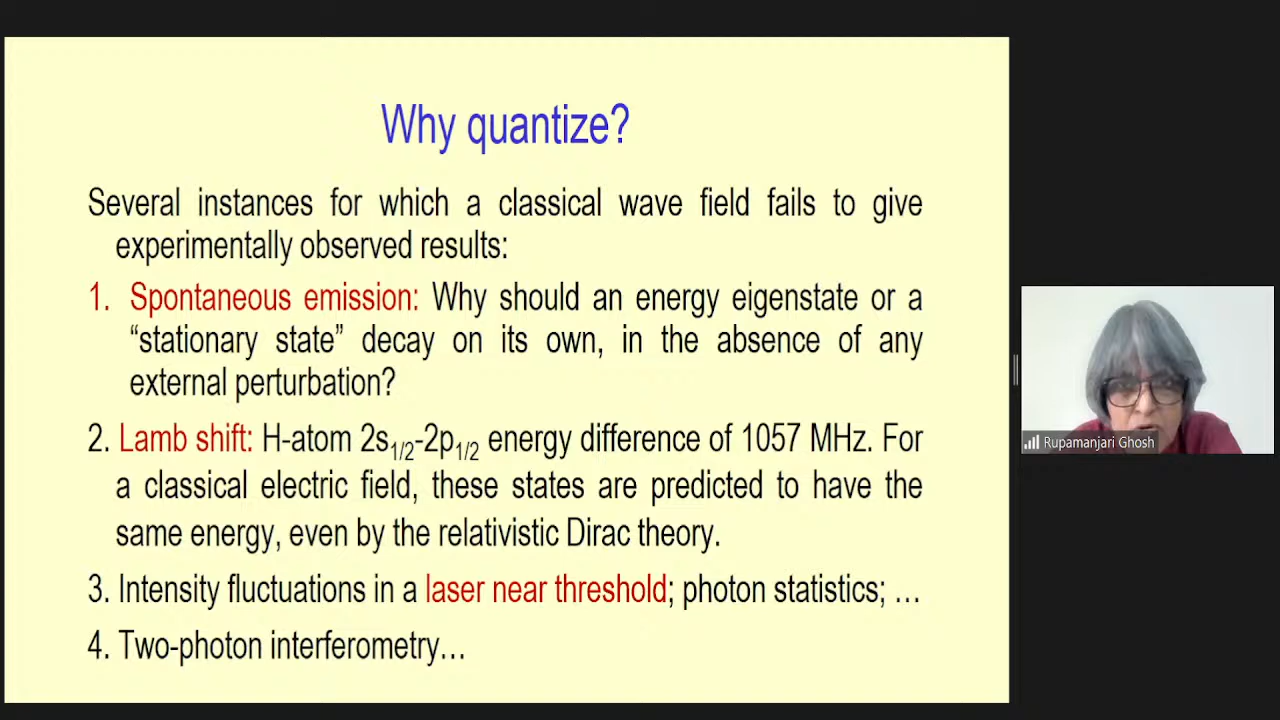 Why quantize?
Several instances for which a classical wave field fails to give
experimentally observed results:
1. Spontaneous emission: Why should an energy eigenstate or a
“stationary state” decay on its own, in the absence of any
external perturbation?
2. Lamb shift: H-atom 2s1/2-2p1/2 energy difference of 1057 MHz. For
a classical electric field, these states are predicted to have the
same energy, even by the relativistic Dirac theory.
3. Intensity fluctuations in a laser near threshold; photon statistics; …
4. Two-photon interferometry…
Rupamanjari Ghosh